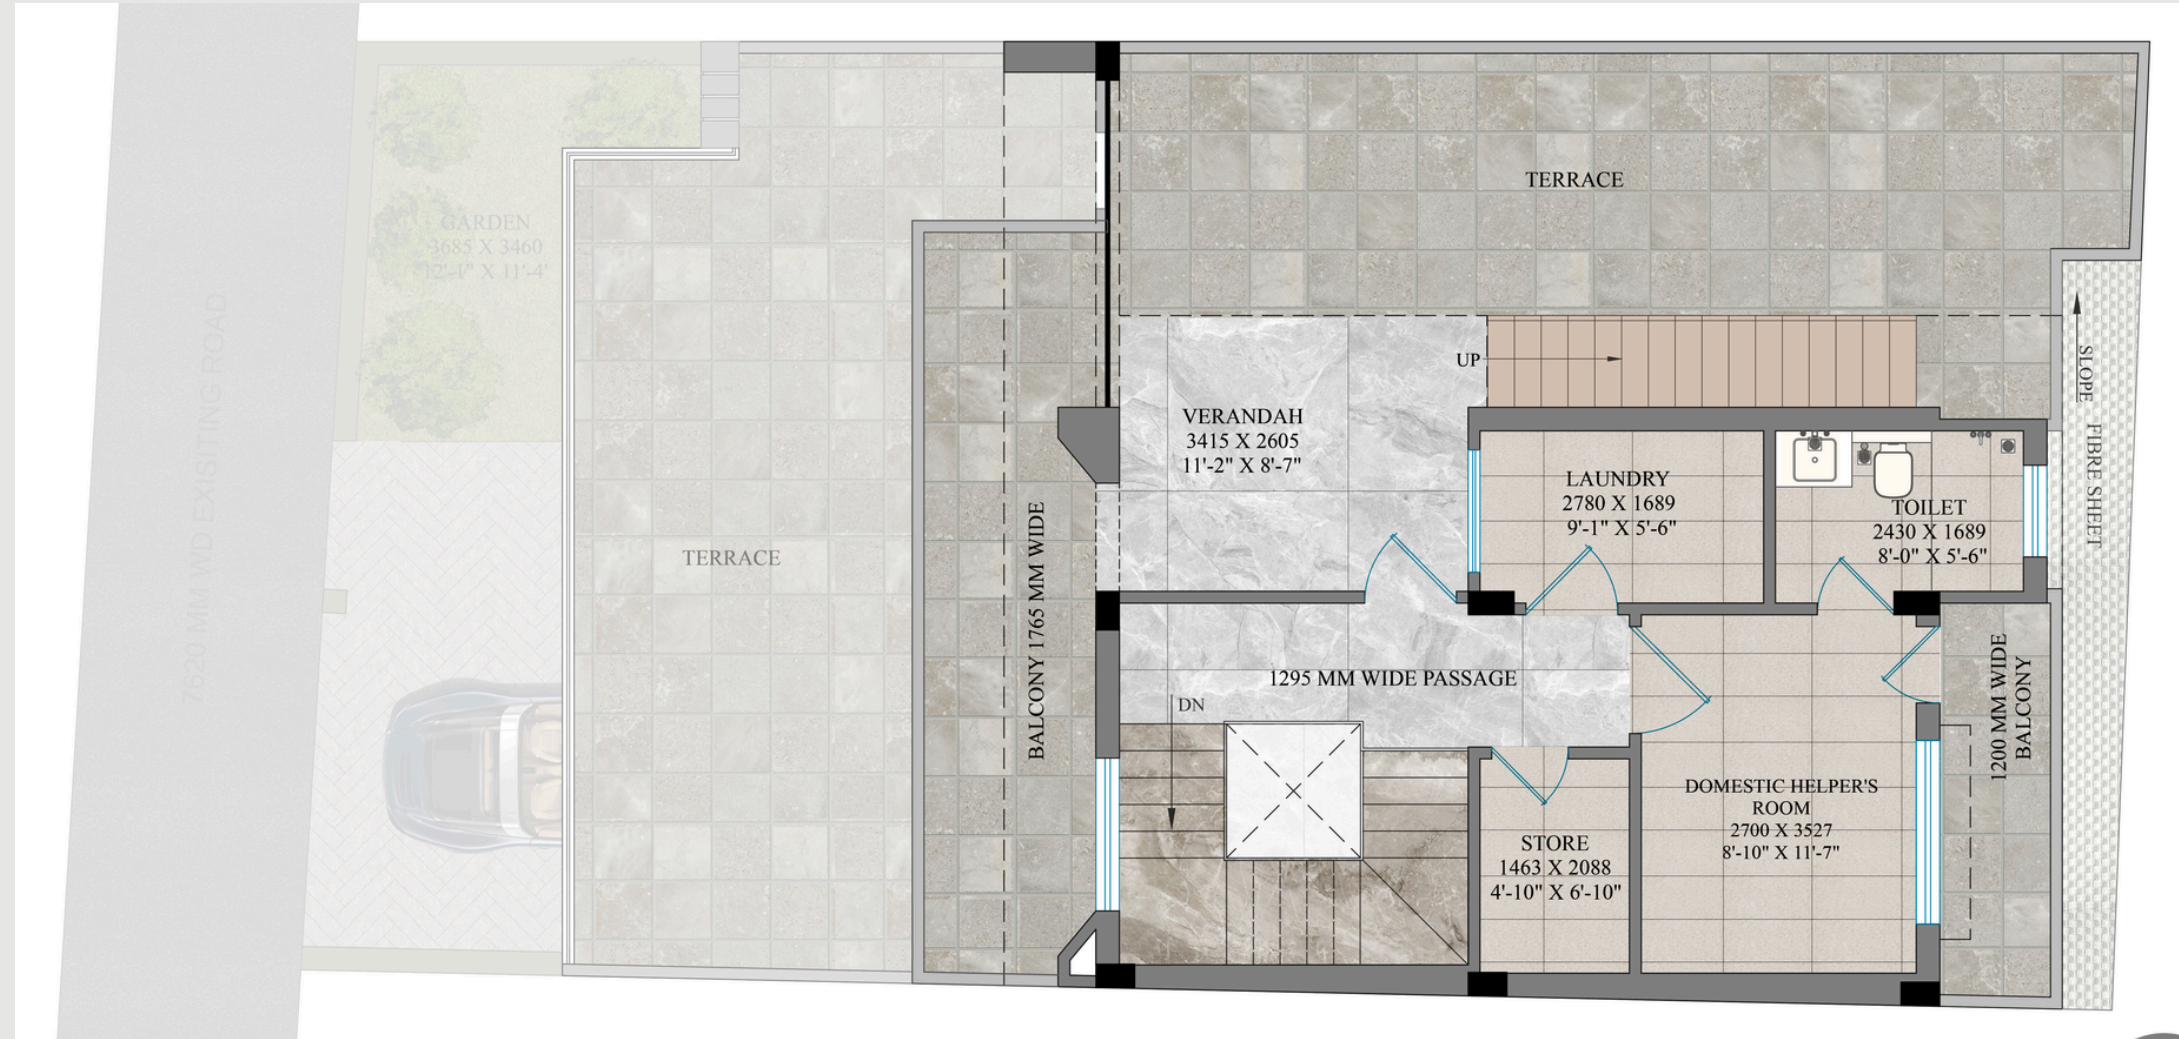 GARDEN
3685 X 3460
12'-1" X 11'-4'
7620 MM WD EXISTING ROAD
TERRACE
BALCONY 1765 MM WIDE
TERRACE
UP
VERANDAH
3415 X 2605
11'-2" X 8'-7"
LAUNDRY
2780 X 1689
9'-1" X 5'-6"
TOILET
2430 X 1689
8'-0" X 5'-6"
SLOPE
FIBRE SHEET
1295 MM WIDE PASSAGE
DN
1200 MM WIDE
BALCONY
DOMESTIC HELPER'S
ROOM
2700 X 3527
8'-10" X 11'-7"
STORE
1463 X 2088
4'-10" X 6'-10"